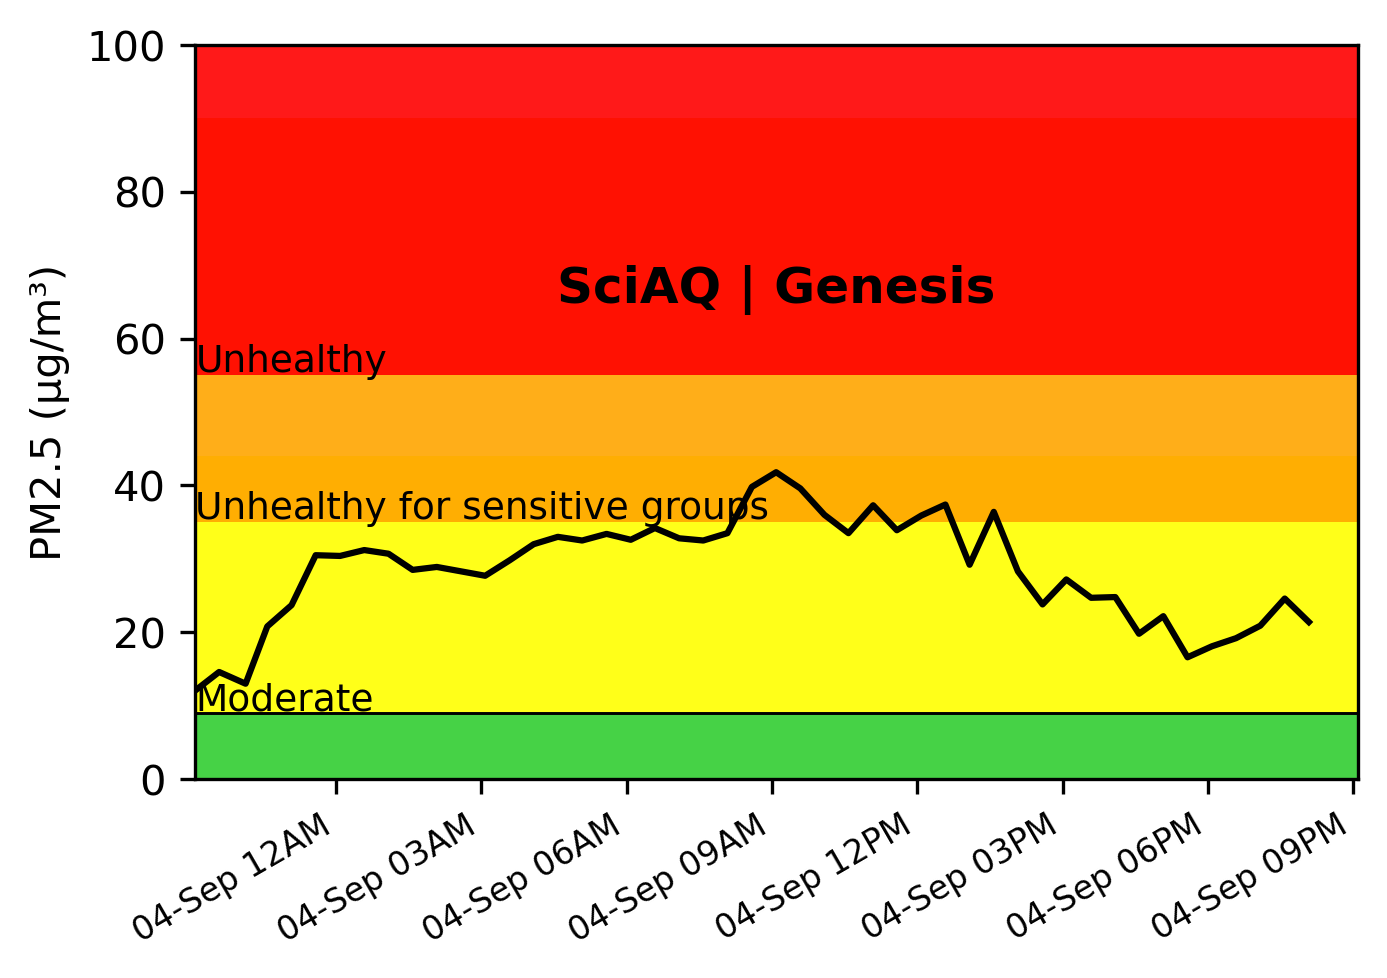 100
80
60
40
20
0
PM2.5 (µg/m³)
SciAQ | Genesis
Unhealthy
Unhealthy for sensitive groups
Moderate
04-Sep 12AM
04-Sep 03AM
04-Sep 06AM
04-Sep 09AM
04-Sep 12PM
04-Sep 03PM
04-Sep 06PM
04-Sep 09PM